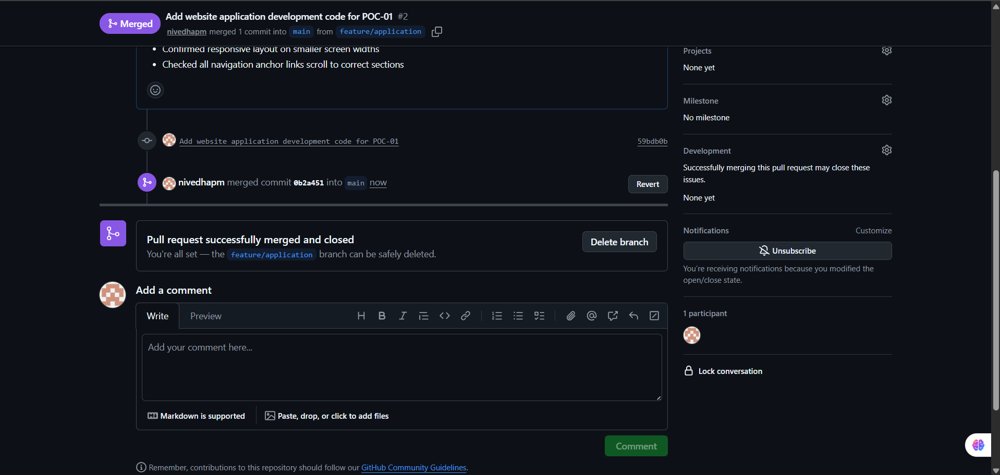 Merged
Add website application development code for POC-01 #2
nivedhapm merged 1 commit into main from feature/application
Confirmed responsive layout on smaller screen widths
Checked all navigation anchor links scroll to correct sections
Add website application development code for POC-01
59bdb0b
nivedhapm merged commit 0b2a451 into main now
Revert
Pull request successfully merged and closed
You're all set — the feature/application branch can be safely deleted.
Delete branch
Add a comment
Write
Preview
Add your comment here...
Markdown is supported
Paste, drop, or click to add files
Comment
Remember, contributions to this repository should follow our GitHub Community Guidelines.
Projects
None yet
Milestone
No milestone
Development
Successfully merging this pull request may close these
issues.
None yet
Notifications
Customize
Unsubscribe
You're receiving notifications because you modified the
open/close state.
1 participant
Lock conversation